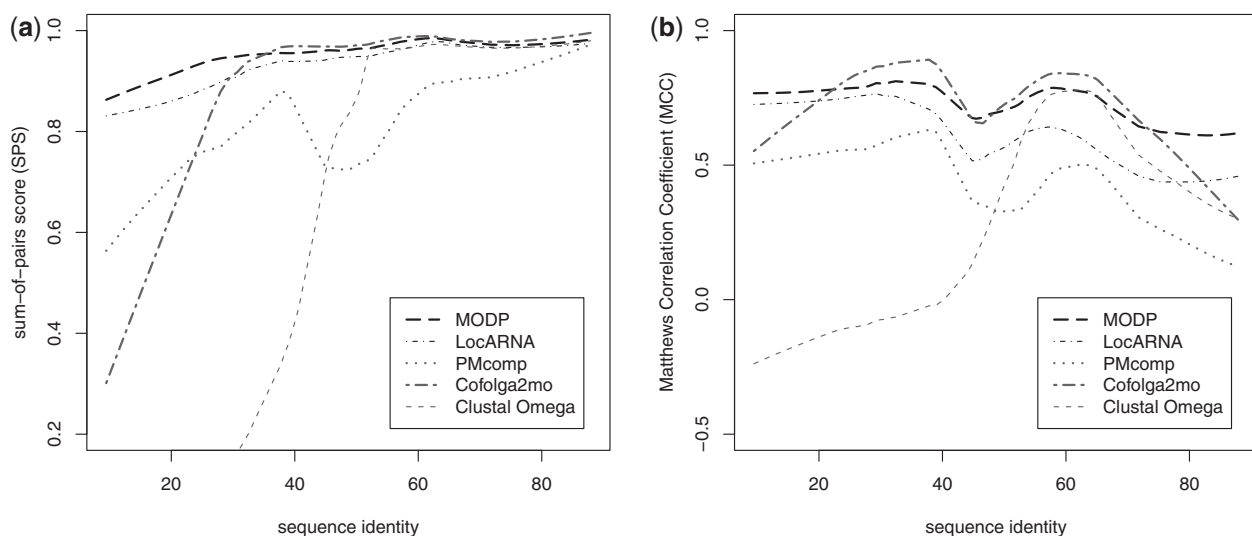 (a)
sum−of−pairs score (SPS)
1.0
0.8
0.6
0.4
0.2
20 40 60 80
sequence identity
MODP
LocARNA
PMcomp
Cofolga2mo
Clustal Omega
(b)
Matthews Correlation Coefficient (MCC)
1.0
0.5
0.0
−0.5
20 40 60 80
sequence identity
MODP
LocARNA
PMcomp
Cofolga2mo
Clustal Omega